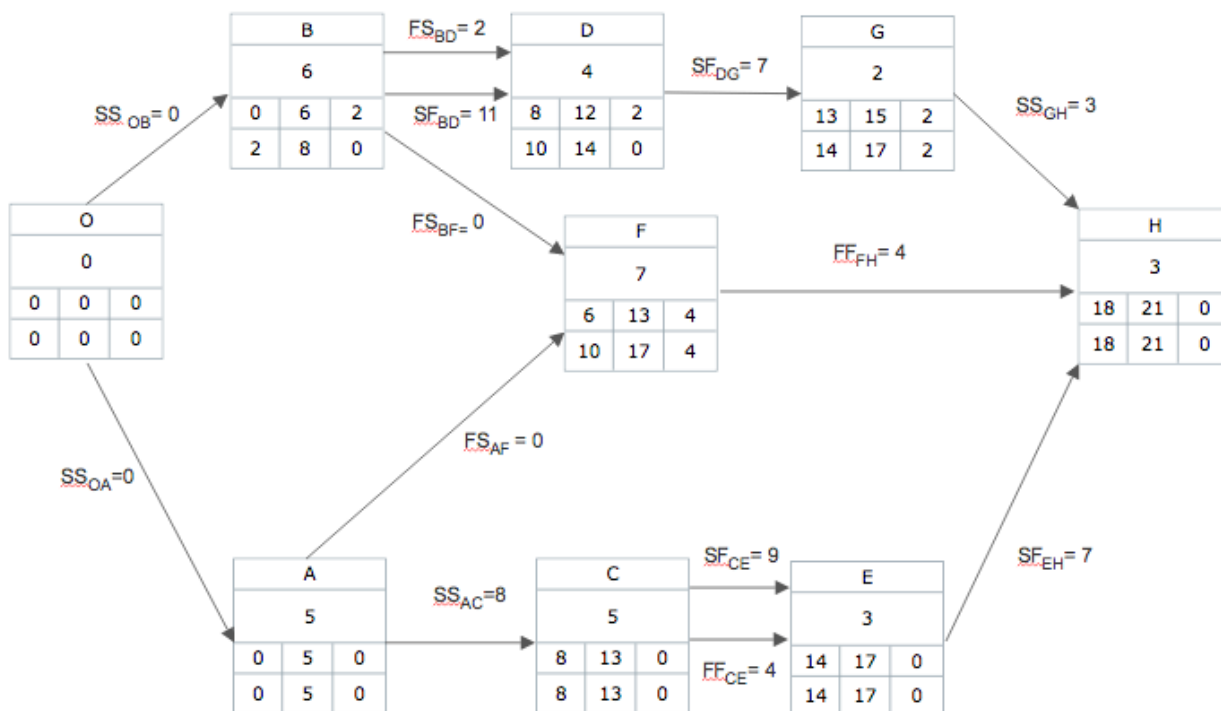 B
6
0 6 2
2 8 0
FS_BD= 2
SF_BD= 11
D
4
8 12 2
10 14 0
SF_DG= 7
G
2
13 15 2
14 17 2
SS_GH= 3
SS_OB= 0
FS_BF= 0
O
0
0 0 0
0 0 0
F
7
6 13 4
10 17 4
FF_FH= 4
H
3
18 21 0
18 21 0
SS_OA=0
FS_AF = 0
A
5
0 5 0
0 5 0
SS_AC=8
C
5
8 13 0
8 13 0
SF_CE= 9
FF_CE= 4
E
3
14 17 0
14 17 0
SF_EH= 7